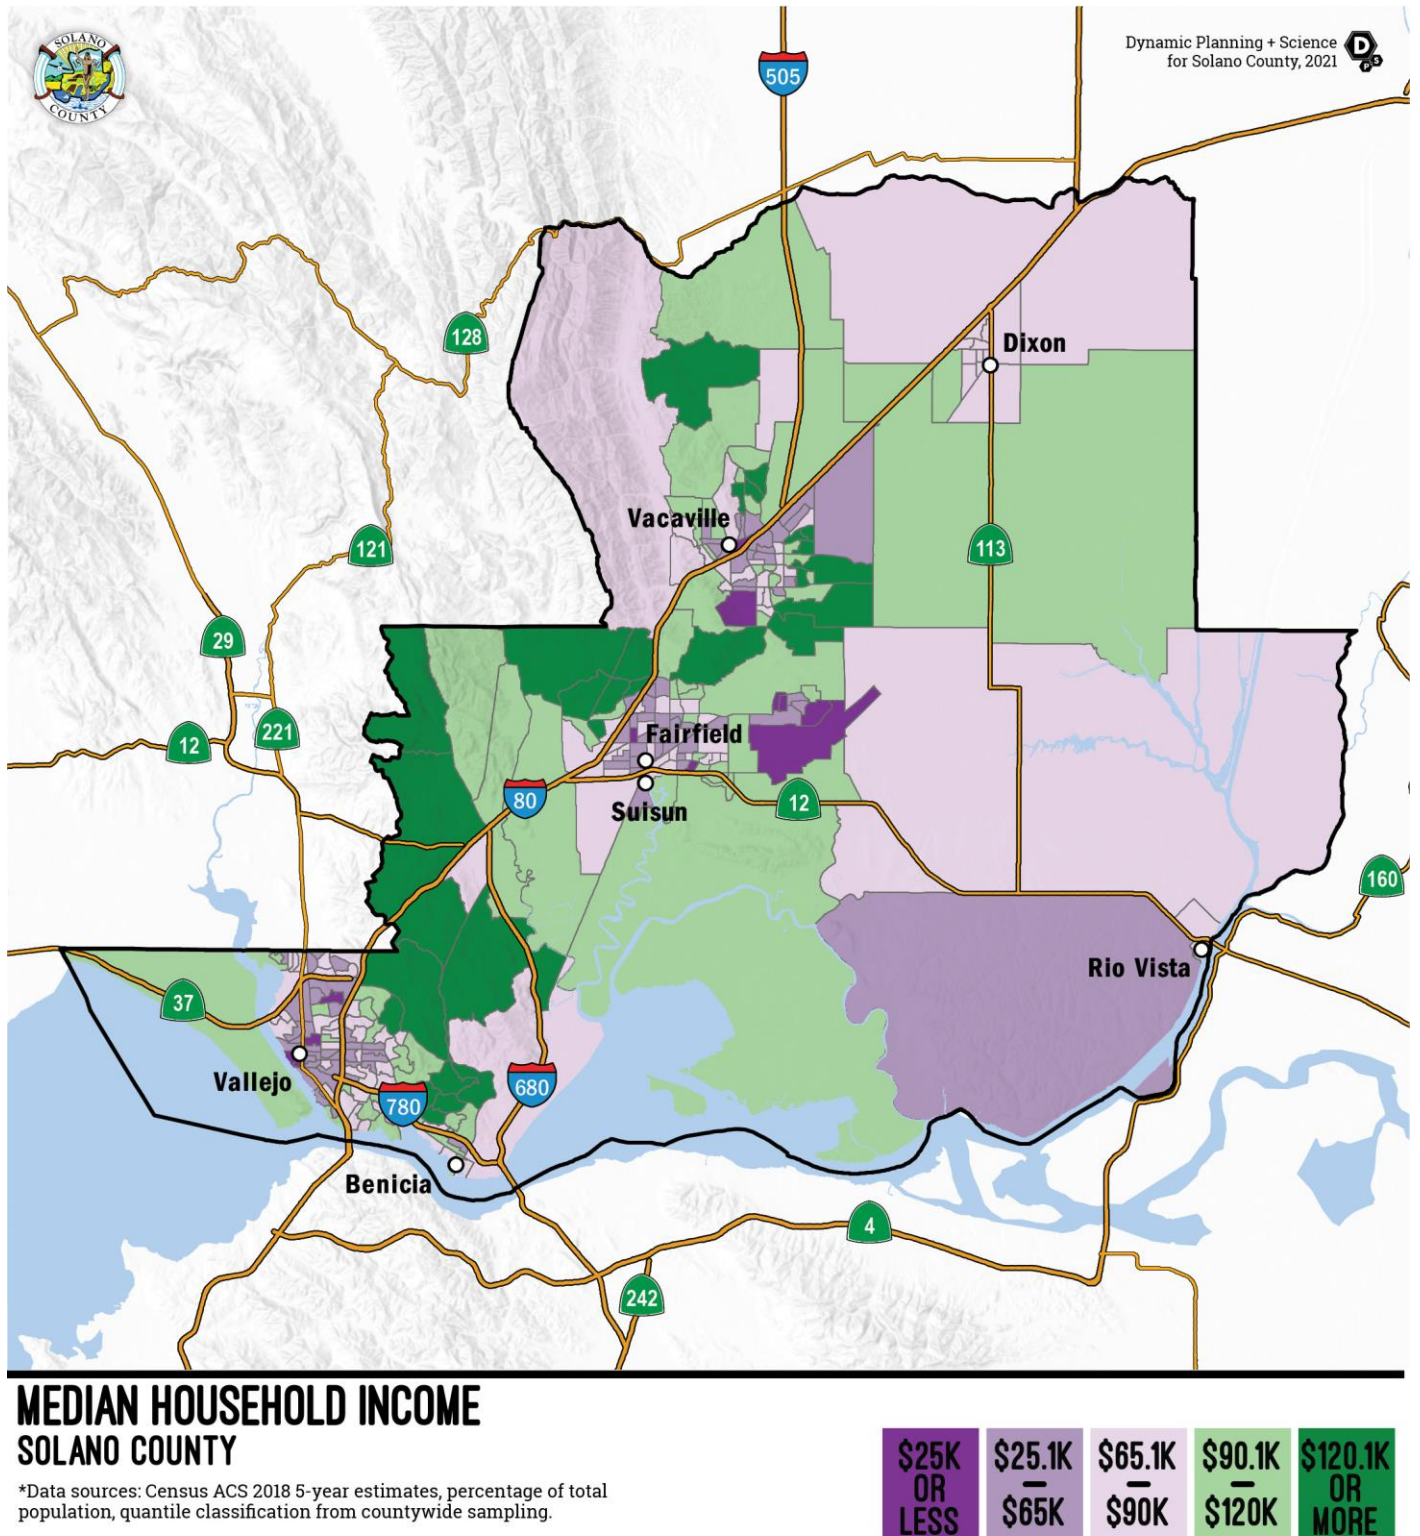 SOLANO
COUNTY
Dynamic Planning + Science
for Solano County, 2021
D
P S
505
128
Dixon
Vacaville
121
113
29
12
221
Fairfield
80
Suisun
12
160
Rio Vista
37
Vallejo
780
680
Benicia
4
242
MEDIAN HOUSEHOLD INCOME
SOLANO COUNTY
*Data sources: Census ACS 2018 5-year estimates, percentage of total
population, quantile classification from countywide sampling.
$25K
OR
LESS
$25.1K
–
$65K
$65.1K
–
$90K
$90.1K
–
$120K
$120.1K
OR
MORE